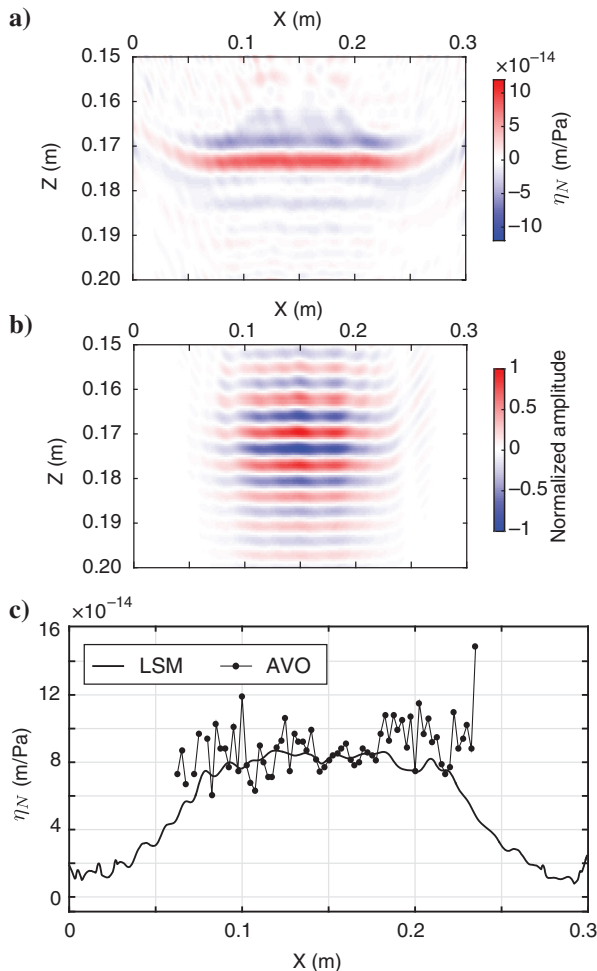 a)
X (m)
0 0.1 0.2 0.3
0.15
0.16
0.17
0.18
0.19
0.20
Z (m)
×10⁻¹⁴
10
5
0
−5
−10
η_N (m/Pa)
b)
X (m)
0 0.1 0.2 0.3
0.15
0.16
0.17
0.18
0.19
0.20
Z (m)
1
0.5
0
−0.5
−1
Normalized amplitude
c)
×10⁻¹⁴
16
12
8
4
0
η_N (m/Pa)
LSM AVO
0 0.1 0.2 0.3
X (m)